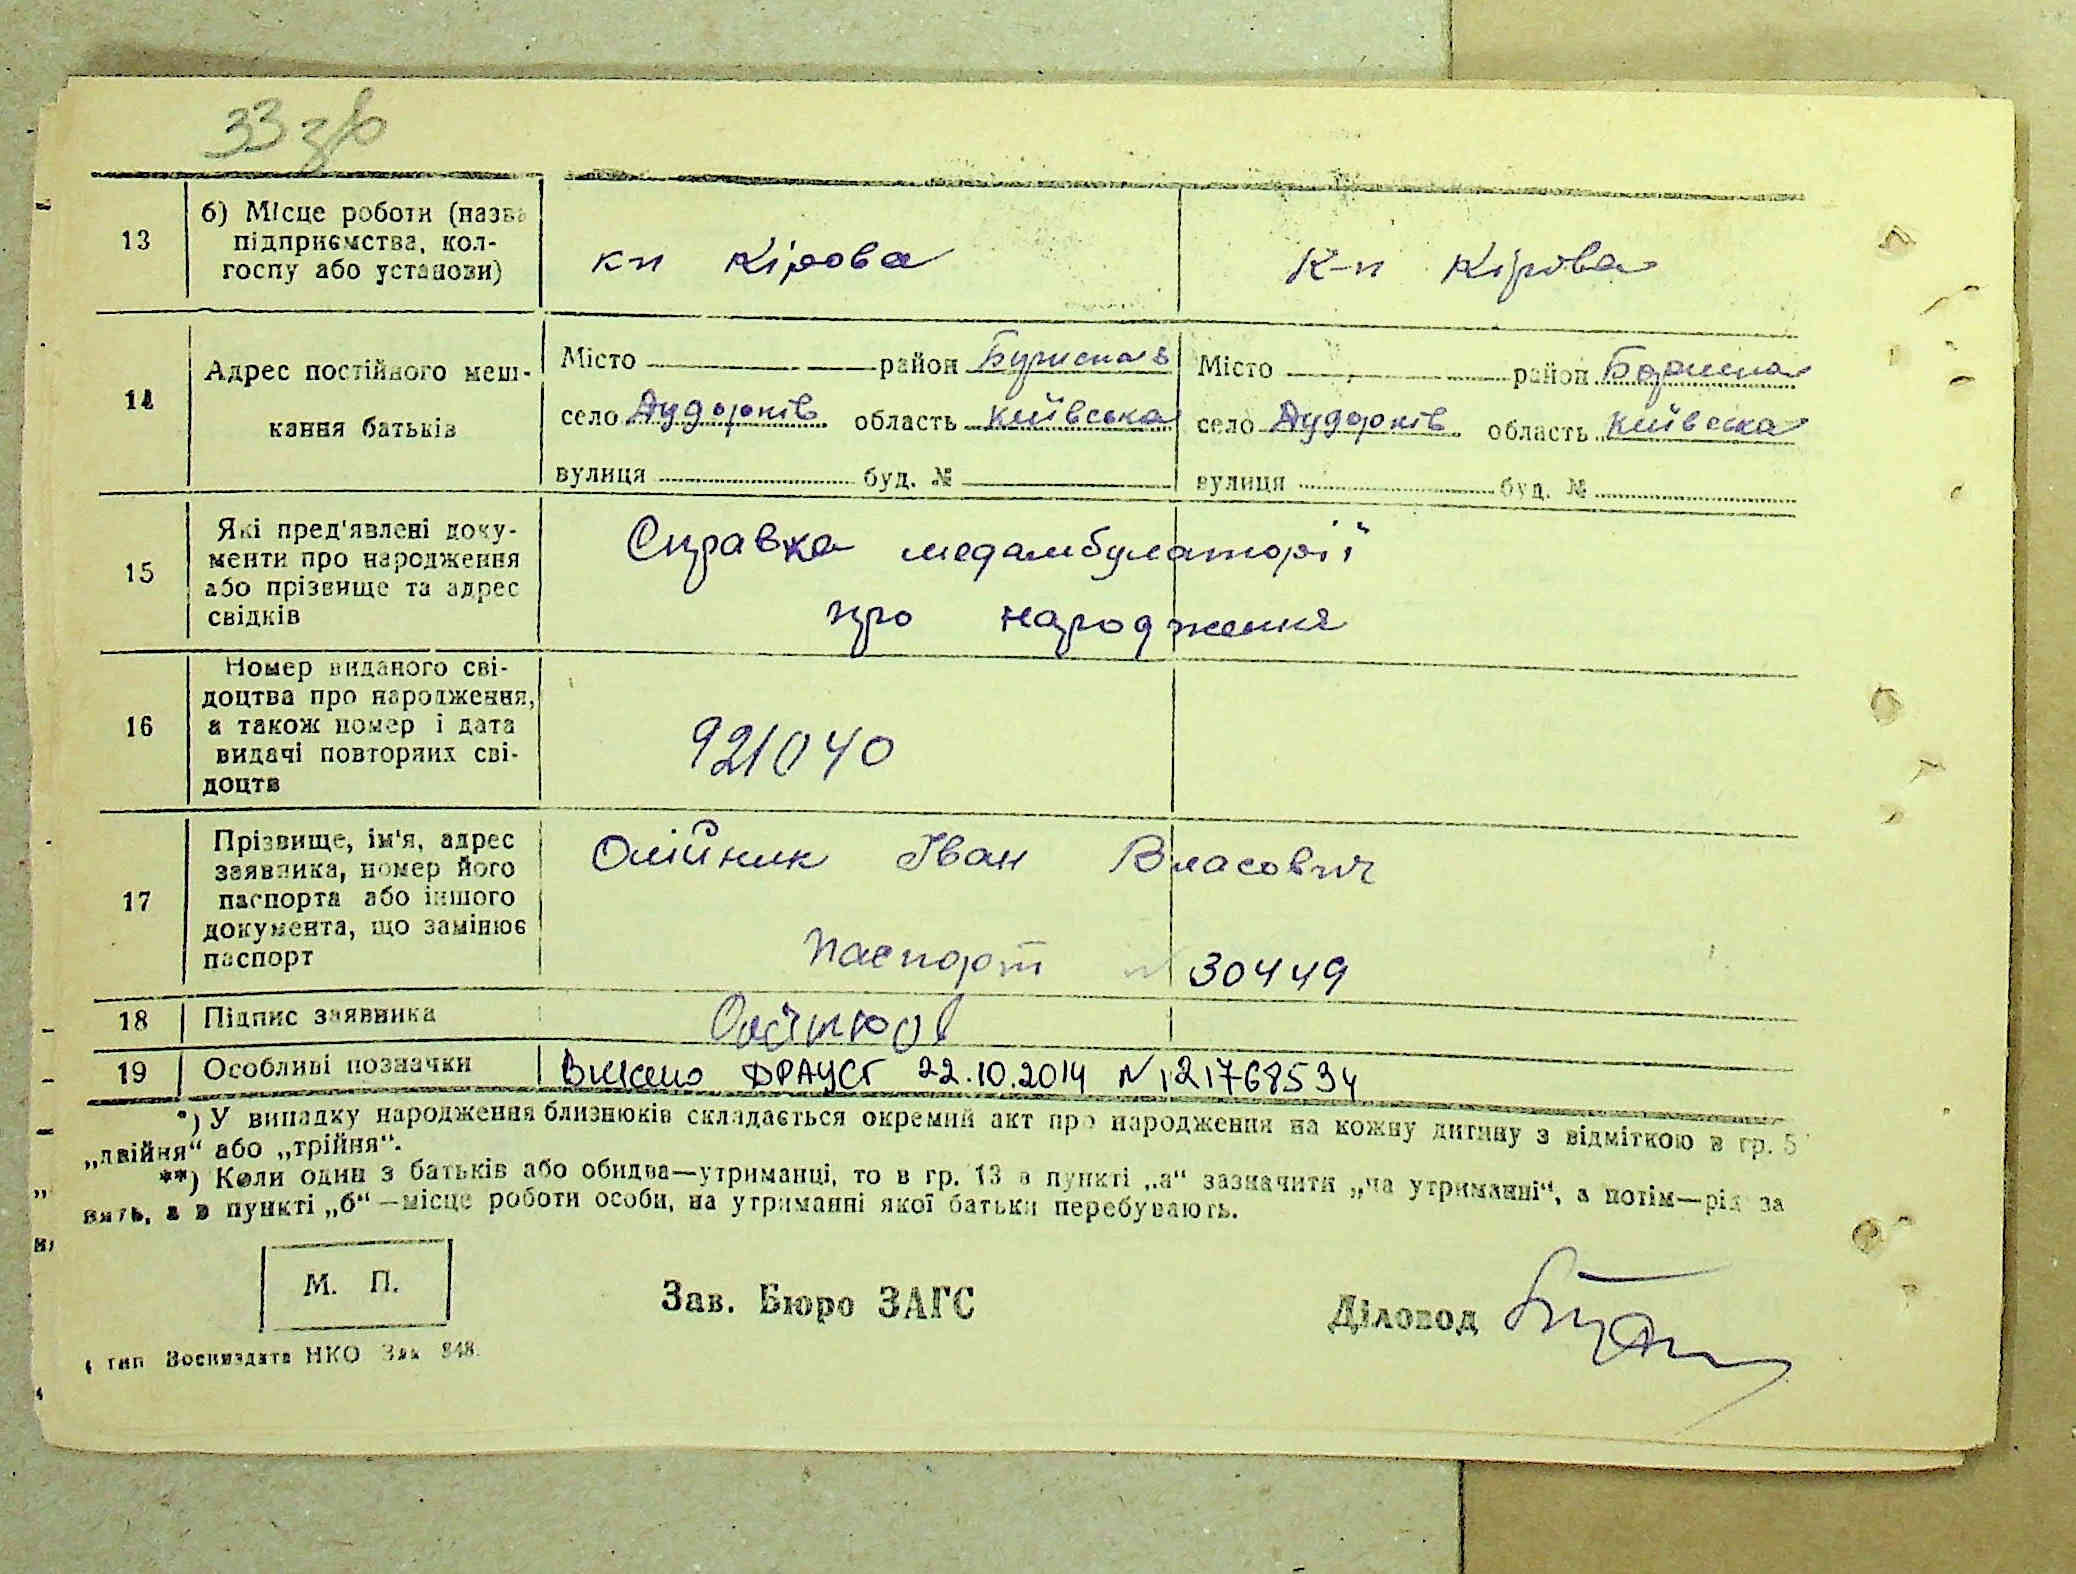 33 зв
13
б) Місце роботи (назва
підприємства, кол-
госпу або установи)
кп Кірова
К-п Кірова
14
Адрес постійного меш-
кання батьків
Місто район
село Дударків область Київська
вулиця буд. №
Місто район
село Дударків область Київська
вулиця буд. №
15
Які пред'явлені доку-
менти про народження
або прізвище та адрес
свідків
Справка медамбулаторії
про народження
16
Номер виданого сві-
доцтва про народження,
а також номер і дата
видачі повторних сві-
доцтв
921040
17
Прізвище, ім'я, адрес
заявника, номер його
паспорта або іншого
документа, що замінює
паспорт
Олійник Іван Власович
Паспорт № 30449
18
Підпис заявника
19
Особливі позначки
Внесено ДРАЦСГ 22.10.2014 №121768534
*) У випадку народження близнюків складається окремий акт про народження на кожну дитину з відміткою в гр. 5
„двійня“ або „трійня“.
**) Коли один з батьків або обидва—утриманці, то в гр. 13 в пункті „а“ зазначити „на утриманні“, а потім—рід за
нять, а в пункті „б“—місце роботи особи, на утриманні якої батьки перебувають.
М. П.
Зав. Бюро ЗАГС
Діловод
тип Воениздата НКО Зак 848.